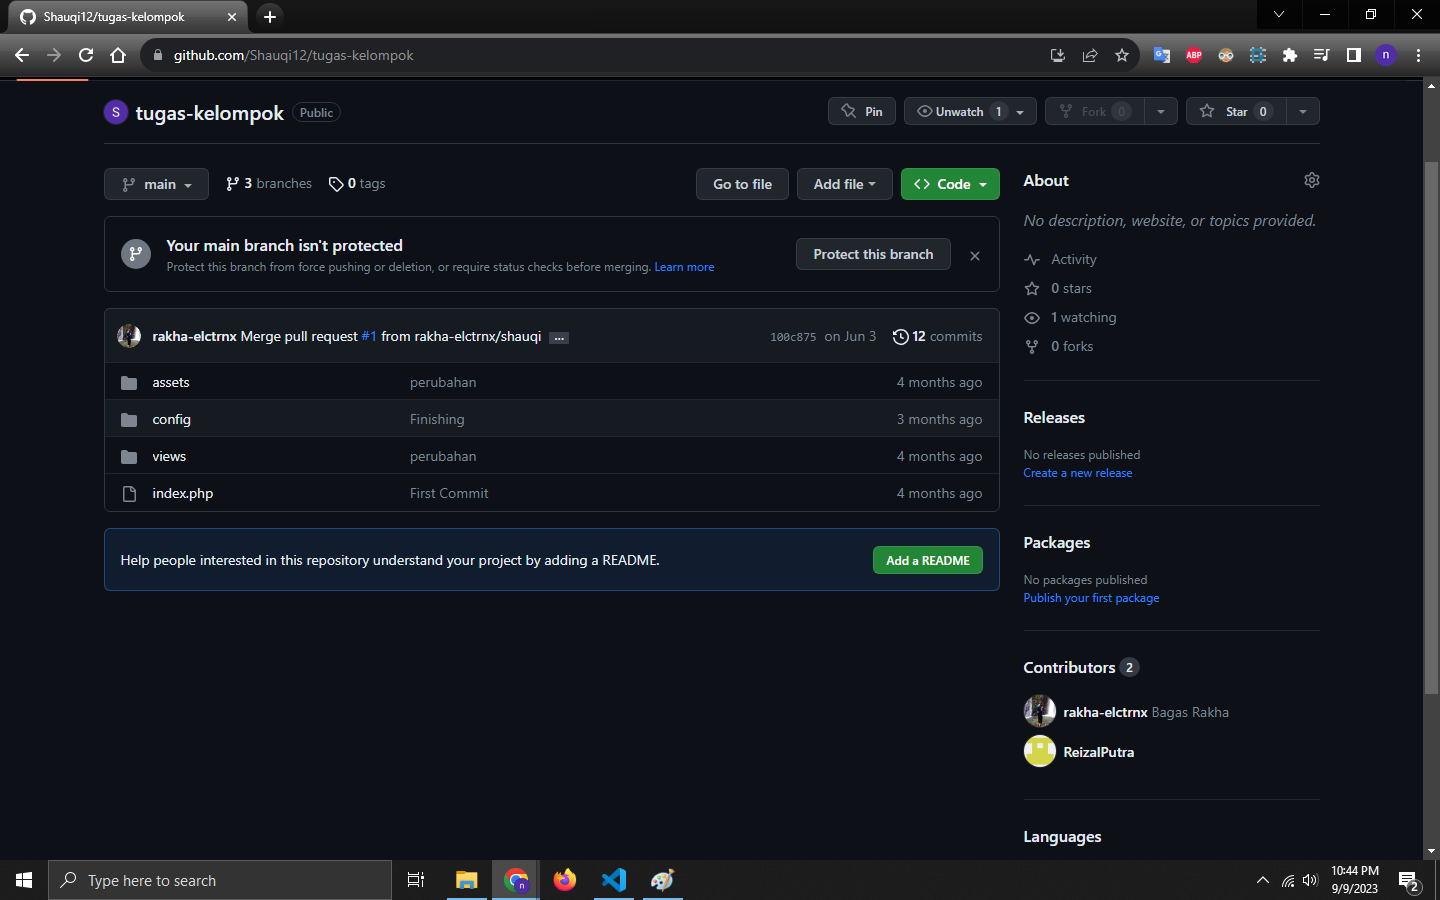 Shauqi12/tugas-kelompok
github.com/Shauqi12/tugas-kelompok
ABP
n
S tugas-kelompok Public
Pin
Unwatch 1
Fork 0
Star 0
main
3 branches
0 tags
Go to file
Add file
<> Code
Your main branch isn't protected
Protect this branch from force pushing or deletion, or require status checks before merging. Learn more
Protect this branch
rakha-elctrnx Merge pull request #1 from rakha-elctrnx/shauqi ...
100c875 on Jun 3
12 commits
assets perubahan 4 months ago
config Finishing 3 months ago
views perubahan 4 months ago
index.php First Commit 4 months ago
Help people interested in this repository understand your project by adding a README.
Add a README
About
No description, website, or topics provided.
Activity
0 stars
1 watching
0 forks
Releases
No releases published
Create a new release
Packages
No packages published
Publish your first package
Contributors 2
rakha-elctrnx Bagas Rakha
ReizalPutra
Languages
Type here to search
n
10:44 PM
9/9/2023
2